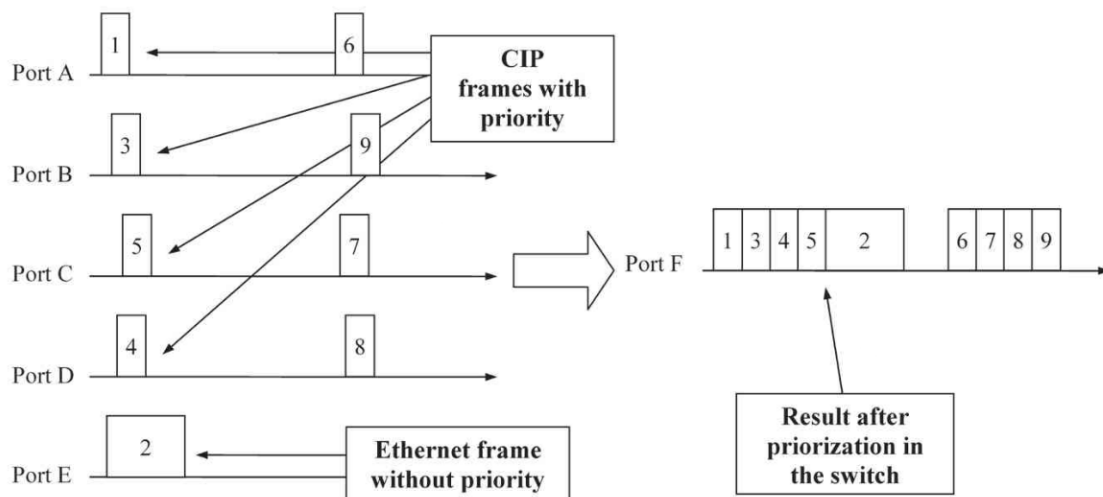 1
6
Port A
CIP
frames with
priority
3
9
Port B
5
7
Port C
4
8
Port D
2
Port E
Ethernet frame
without priority
1 3 4 5 2 6 7 8 9
Port F
Result after
priorization in
the switch